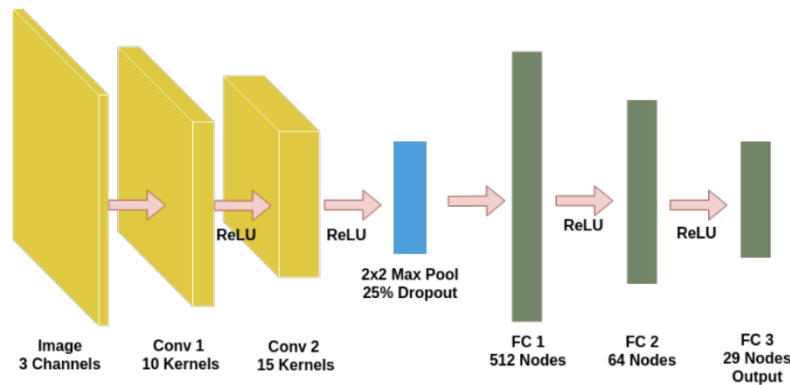 ReLU
ReLU
ReLU
ReLU
2x2 Max Pool
25% Dropout
Image
3 Channels
Conv 1
10 Kernels
Conv 2
15 Kernels
FC 1
512 Nodes
FC 2
64 Nodes
FC 3
29 Nodes
Output